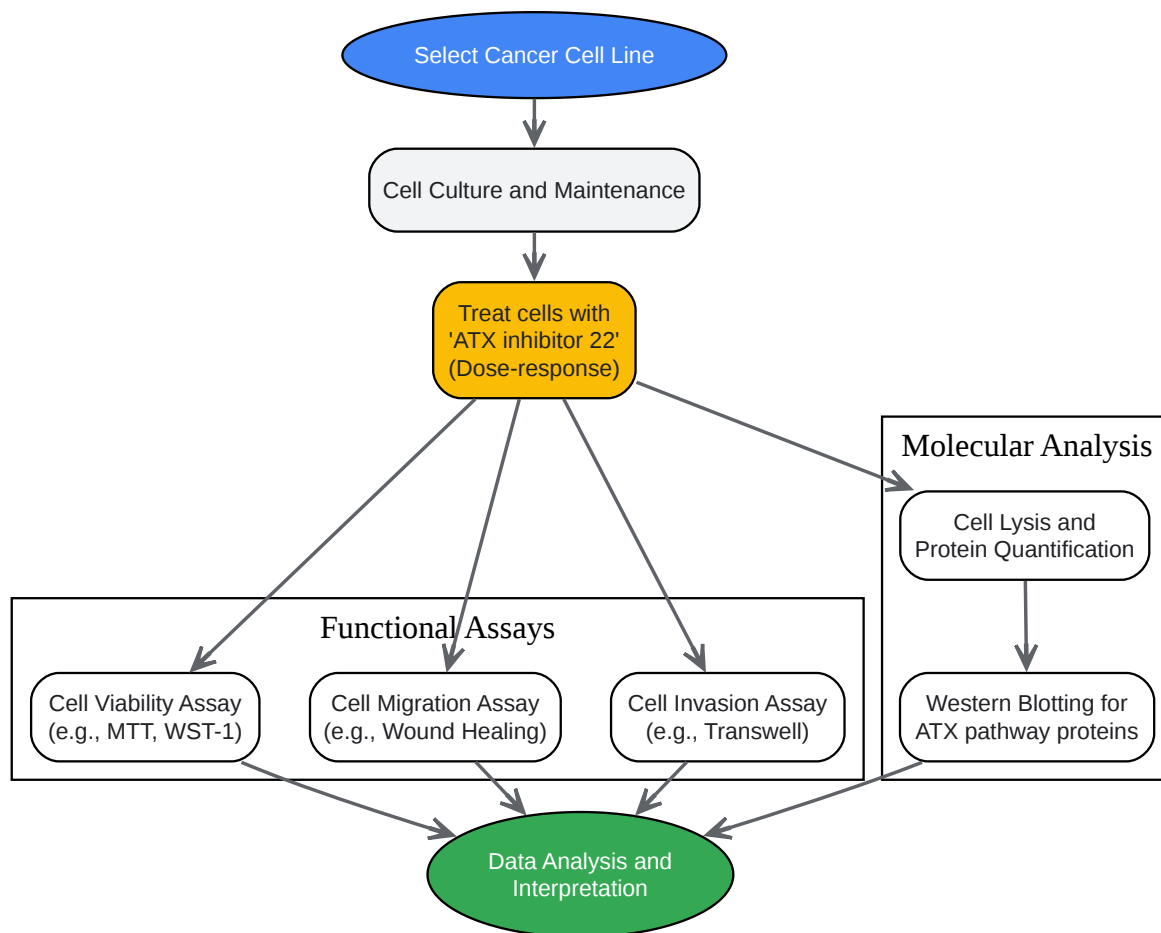 Select Cancer Cell Line
Cell Culture and Maintenance
Treat cells with
'ATX inhibitor 22'
(Dose-response)
Molecular Analysis
Cell Lysis and
Protein Quantification
Functional Assays
Cell Viability Assay
(e.g., MTT, WST-1)
Cell Migration Assay
(e.g., Wound Healing)
Cell Invasion Assay
(e.g., Transwell)
Western Blotting for
ATX pathway proteins
Data Analysis and
Interpretation